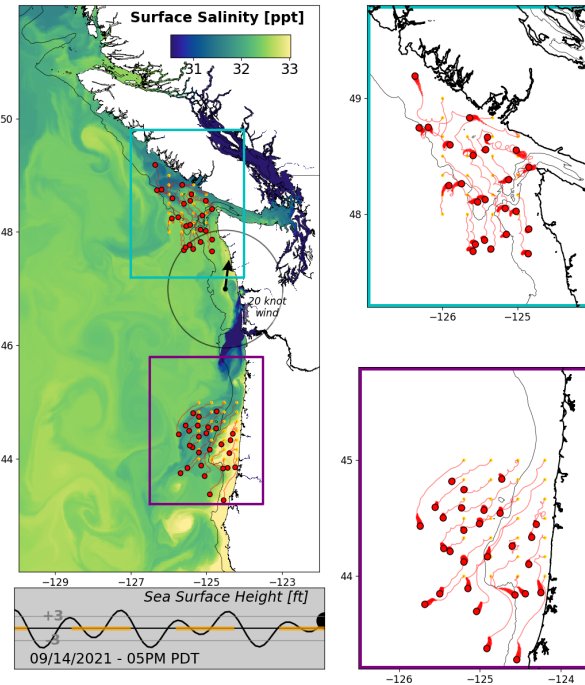 Surface Salinity [ppt]
31 32 33
50
48
46
44
−129 −127 −125 −123
20 knot
wind
Sea Surface Height [ft]
+3
-3
09/14/2021 - 05PM PDT
49
48
−126 −125
45
44
−126 −125 −124